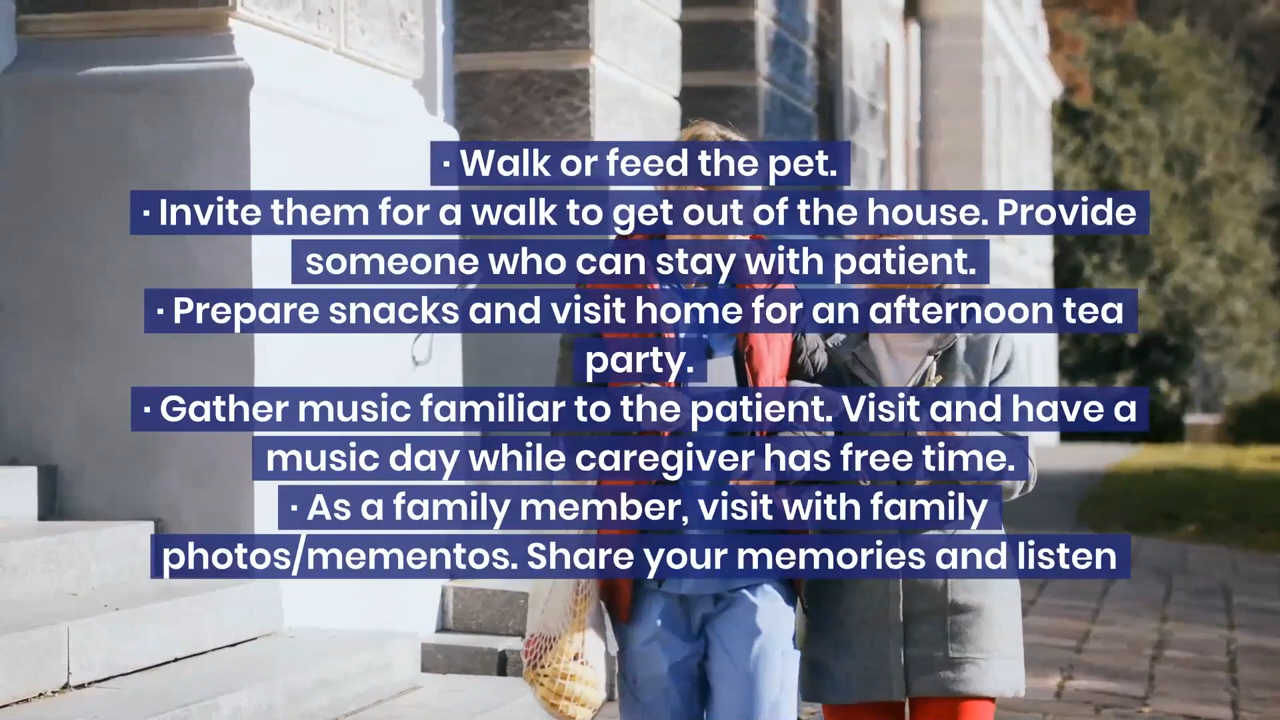 · Walk or feed the pet.
· Invite them for a walk to get out of the house. Provide
someone who can stay with patient.
· Prepare snacks and visit home for an afternoon tea
party.
· Gather music familiar to the patient. Visit and have a
music day while caregiver has free time.
· As a family member, visit with family
photos/mementos. Share your memories and listen